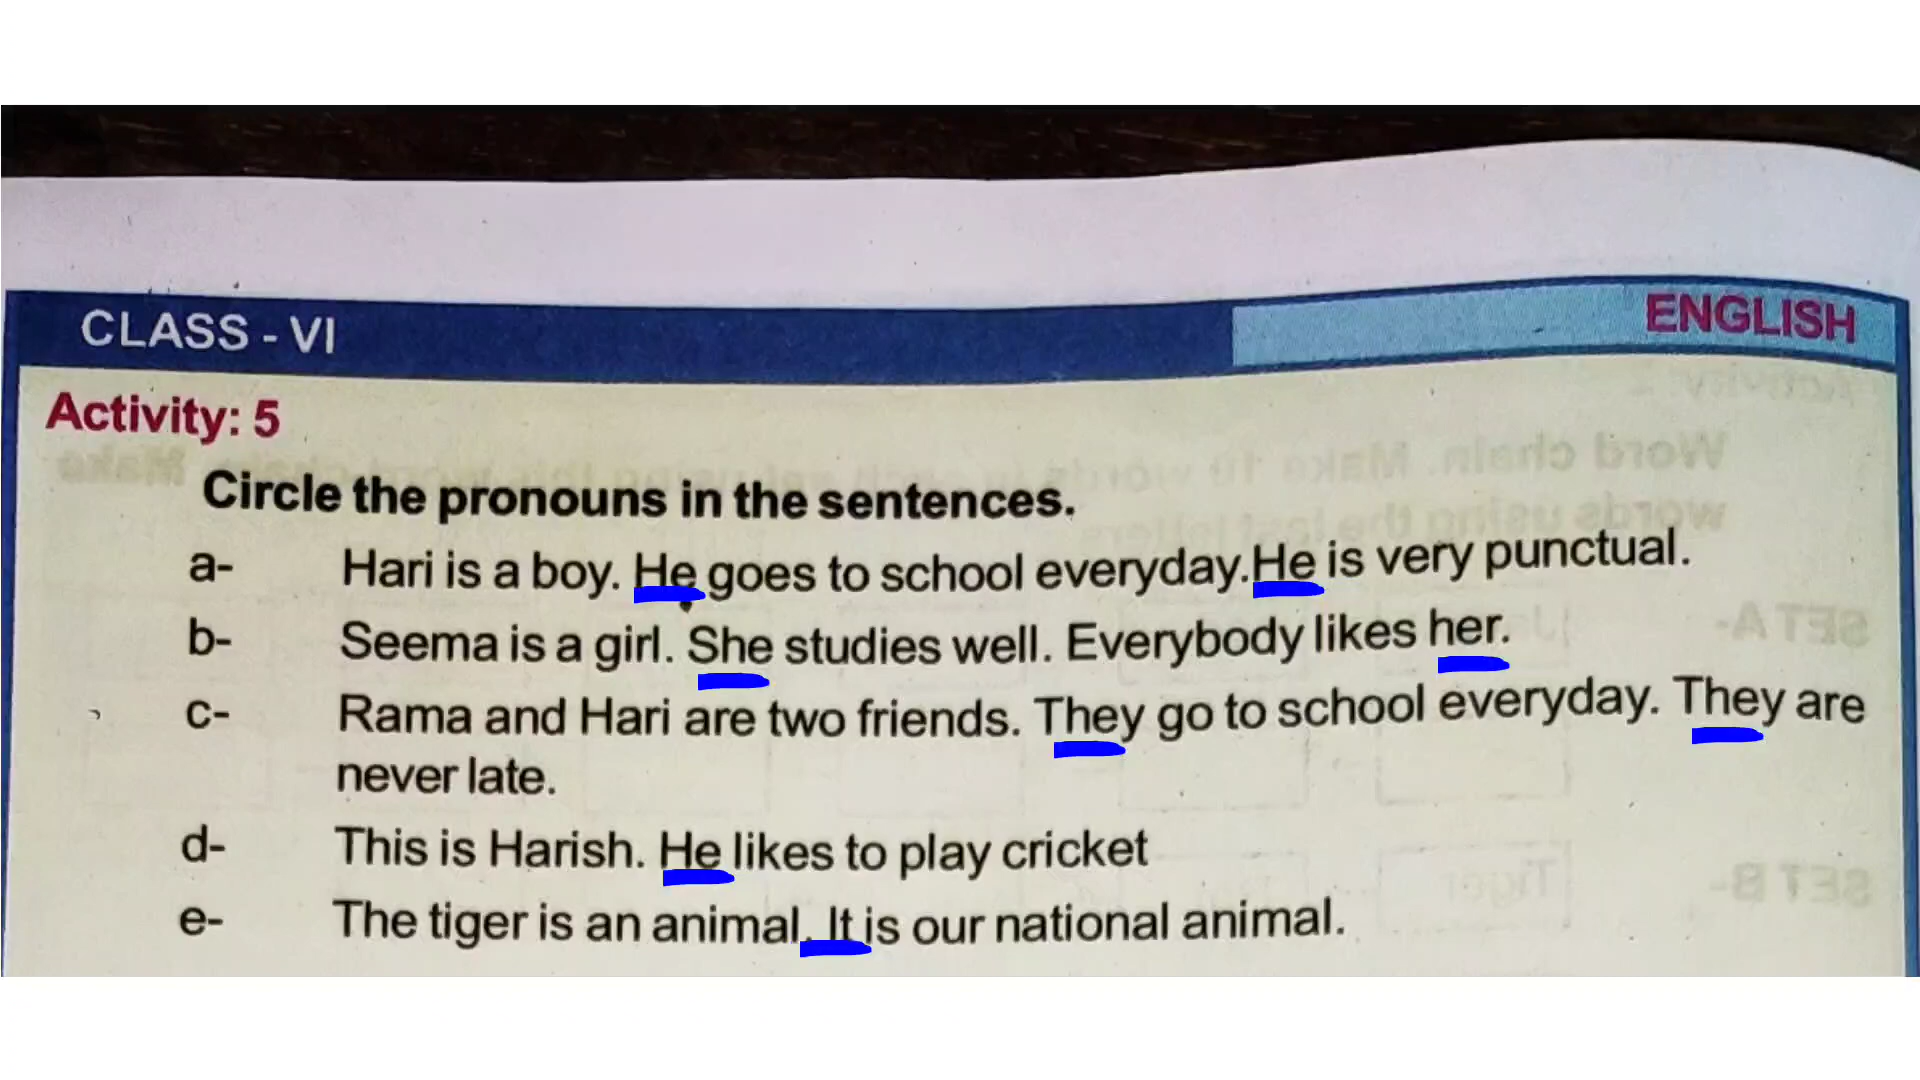 CLASS - VI
ENGLISH
Activity: 5
Circle the pronouns in the sentences.
a- Hari is a boy. He goes to school everyday.He is very punctual.
b- Seema is a girl. She studies well. Everybody likes her.
c- Rama and Hari are two friends. They go to school everyday. They are
never late.
d- This is Harish. He likes to play cricket
e- The tiger is an animal. It is our national animal.